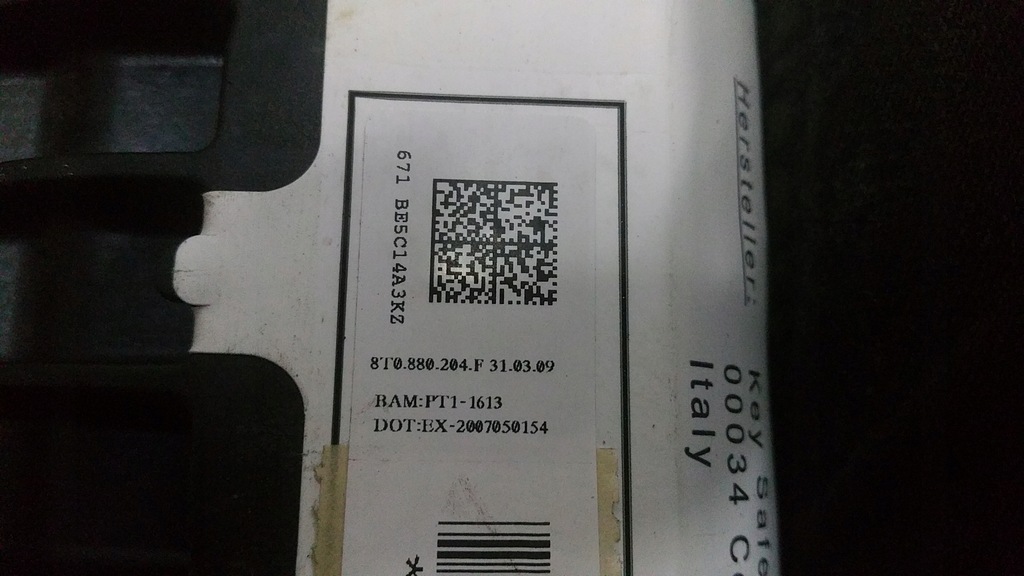 671 BE5C14A3KZ
8T0.880.204.F 31.03.09
BAM:PT1-1613
DOT:EX-2007050154
*
Hersteller:
Key Safe
00034 Co
Italy